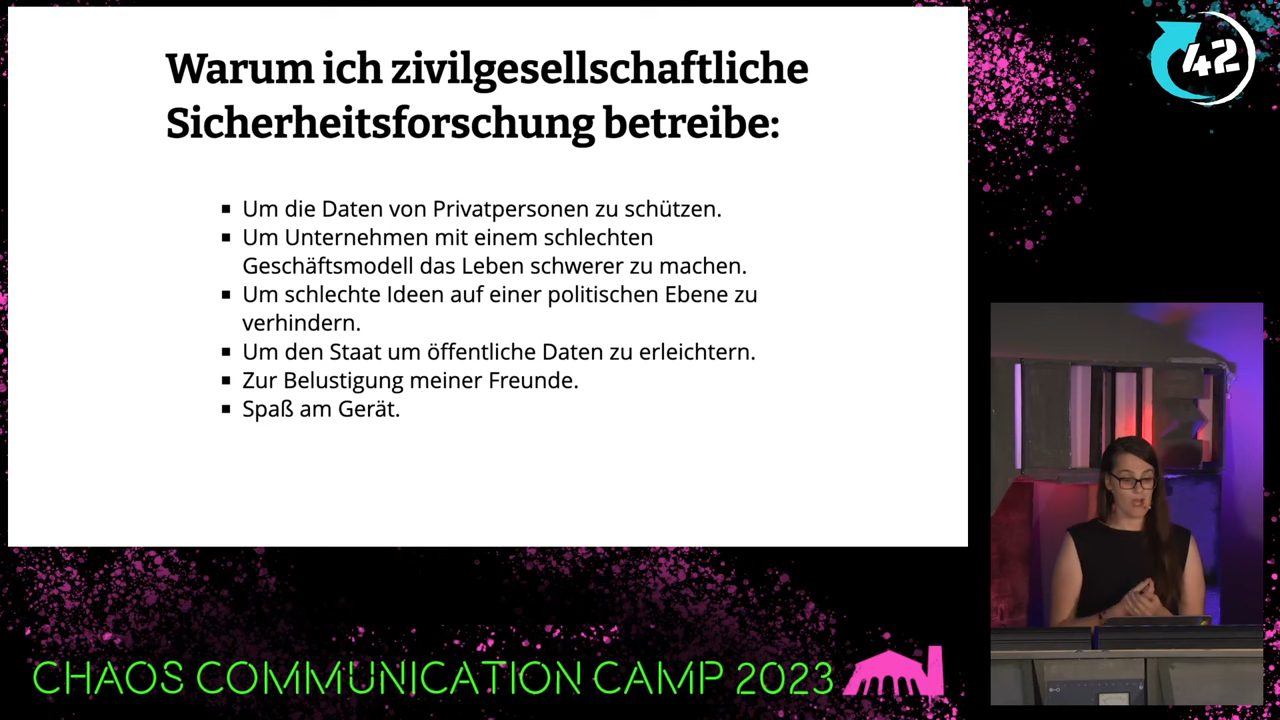 Warum ich zivilgesellschaftliche
Sicherheitsforschung betreibe:
42
▪ Um die Daten von Privatpersonen zu schützen.
▪ Um Unternehmen mit einem schlechten
Geschäftsmodell das Leben schwerer zu machen.
▪ Um schlechte Ideen auf einer politischen Ebene zu
verhindern.
▪ Um den Staat um öffentliche Daten zu erleichtern.
▪ Zur Belustigung meiner Freunde.
▪ Spaß am Gerät.
CHAOS COMMUNICATION CAMP 2023